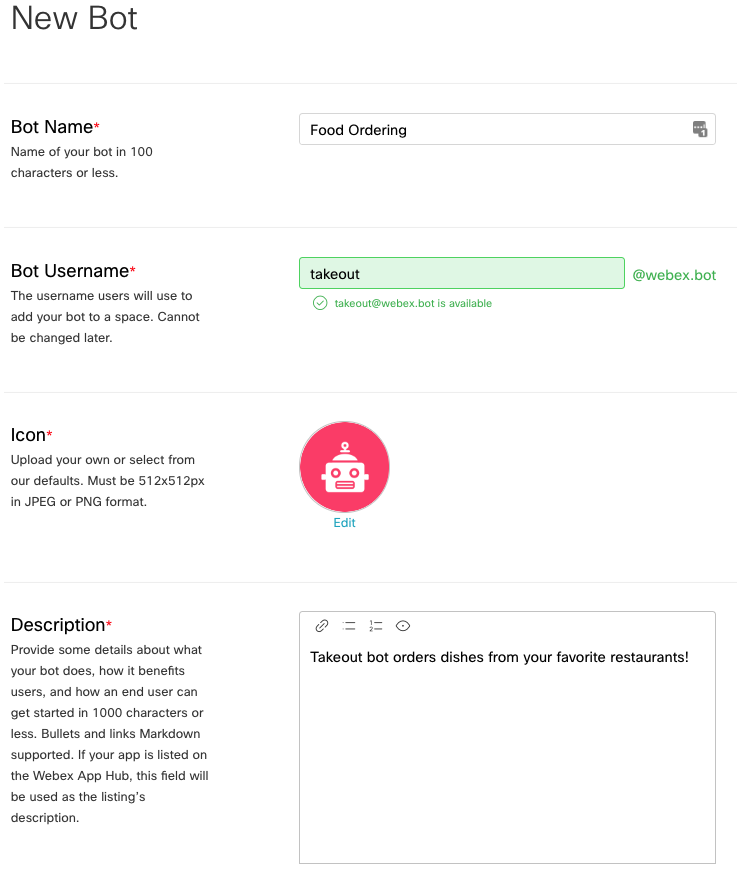 New Bot
Bot Name*
Name of your bot in 100
characters or less.
Food Ordering
Bot Username*
The username users will use to
add your bot to a space. Cannot
be changed later.
takeout
@webex.bot
takeout@webex.bot is available
Icon*
Upload your own or select from
our defaults. Must be 512x512px
in JPEG or PNG format.
Edit
Description*
Provide some details about what
your bot does, how it benefits
users, and how an end user can
get started in 1000 characters or
less. Bullets and links Markdown
supported. If your app is listed on
the Webex App Hub, this field will
be used as the listing’s
description.
Takeout bot orders dishes from your favorite restaurants!